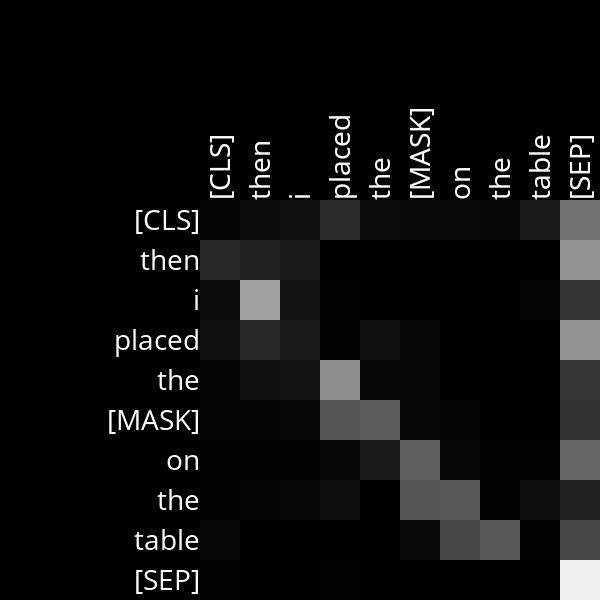 [CLS] then i placed the [MASK] on the table [SEP]
[CLS]
then
i
placed
the
[MASK]
on
the
table
[SEP]